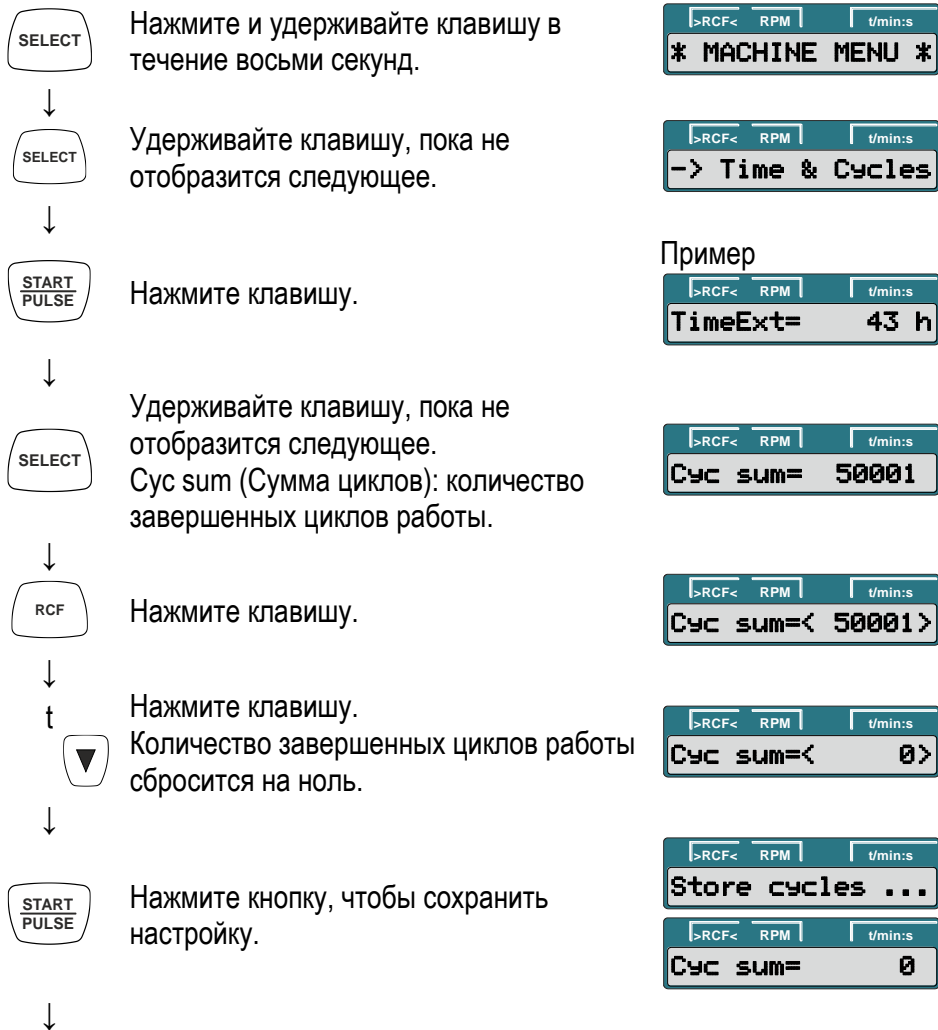 SELECT
Нажмите и удерживайте клавишу в
течение восьми секунд.
>RCF< RPM t/min:s
* MACHINE MENU *
↓
SELECT
Удерживайте клавишу, пока не
отобразится следующее.
>RCF< RPM t/min:s
-> Time & Cycles
↓
START
PULSE
Нажмите клавишу.
Пример
>RCF< RPM t/min:s
TimeExt= 43 h
↓
SELECT
Удерживайте клавишу, пока не
отобразится следующее.
Cyc sum (Сумма циклов): количество
завершенных циклов работы.
>RCF< RPM t/min:s
Cyc sum= 50001
↓
RCF
Нажмите клавишу.
>RCF< RPM t/min:s
Cyc sum=< 50001>
↓
t
▼
Нажмите клавишу.
Количество завершенных циклов работы
сбросится на ноль.
>RCF< RPM t/min:s
Cyc sum=< 0>
↓
START
PULSE
Нажмите кнопку, чтобы сохранить
настройку.
>RCF< RPM t/min:s
Store cycles ...
>RCF< RPM t/min:s
Cyc sum= 0
↓